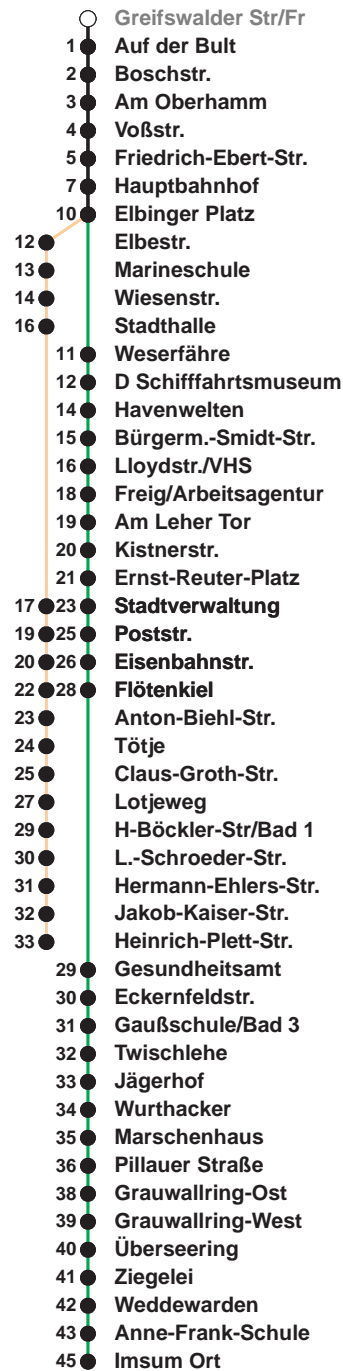 Greifswalder Str/Fr
1 Auf der Bult
2 Boschstr.
3 Am Oberhamm
4 Voßstr.
5 Friedrich-Ebert-Str.
7 Hauptbahnhof
10 Elbinger Platz
12 Elbestr.
13 Marineschule
14 Wiesenstr.
16 Stadthalle
11 Weserfähre
12 D Schifffahrtsmuseum
14 Havenwelten
15 Bürgerm.-Smidt-Str.
16 Lloydstr./VHS
18 Freig/Arbeitsagentur
19 Am Leher Tor
20 Kistnerstr.
21 Ernst-Reuter-Platz
17 23 Stadtverwaltung
19 25 Poststr.
20 26 Eisenbahnstr.
22 28 Flötenkiel
23 Anton-Biehl-Str.
24 Tötje
25 Claus-Groth-Str.
27 Lotjeweg
29 H-Böckler-Str/Bad 1
30 L.-Schroeder-Str.
31 Hermann-Ehlers-Str.
32 Jakob-Kaiser-Str.
33 Heinrich-Plett-Str.
29 Gesundheitsamt
30 Eckernfeldstr.
31 Gaußschule/Bad 3
32 Twischlehe
33 Jägerhof
34 Wurthacker
35 Marschenhaus
36 Pillauer Straße
38 Grauwallring-Ost
39 Grauwallring-West
40 Überseering
41 Ziegelei
42 Weddewarden
43 Anne-Frank-Schule
45 Imsum Ort